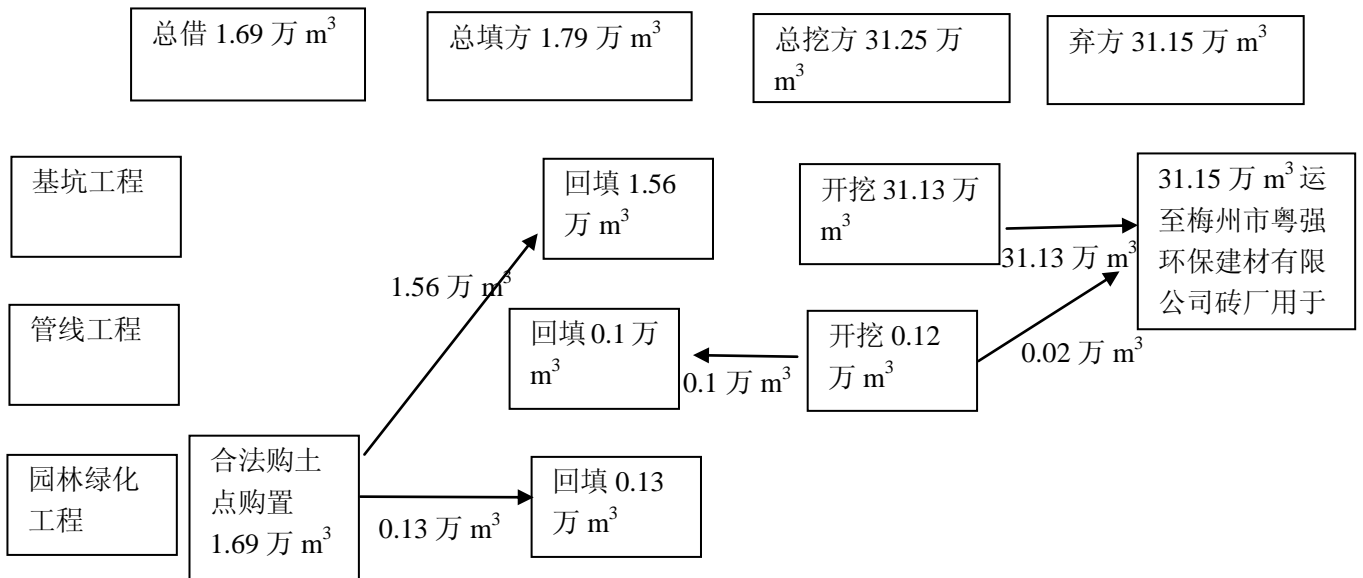 总借 1.69 万 m³
总填方 1.79 万 m³
总挖方 31.25 万
m³
弃方 31.15 万 m³
基坑工程
回填 1.56
万 m³
开挖 31.13 万
m³
31.15 万 m³ 运
至梅州市粤强
环保建材有限
公司砖厂用于
31.13 万 m³
1.56 万 m³
管线工程
回填 0.1 万
m³
0.1 万 m³
开挖 0.12
万 m³
0.02 万 m³
园林绿化
工程
合法购土
点购置
1.69 万 m³
0.13 万 m³
回填 0.13
万 m³